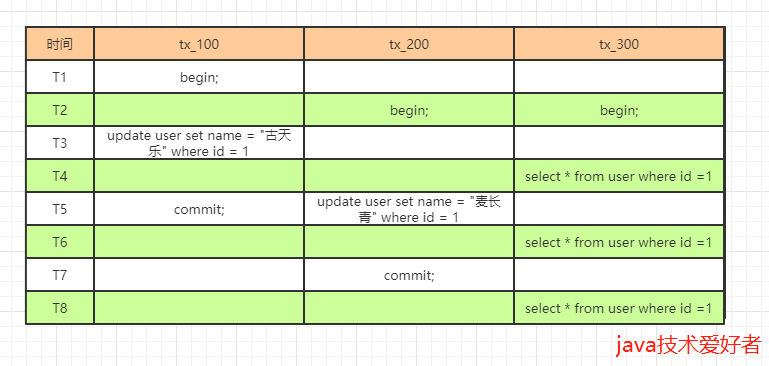 时间 tx_100 tx_200 tx_300
T1 begin;
T2 begin; begin;
T3 update user set name = "古天
乐" where id = 1
T4 select * from user where id =1
T5 commit; update user set name = "麦长
青" where id = 1
T6 select * from user where id =1
T7 commit;
T8 select * from user where id =1
java技术爱好者